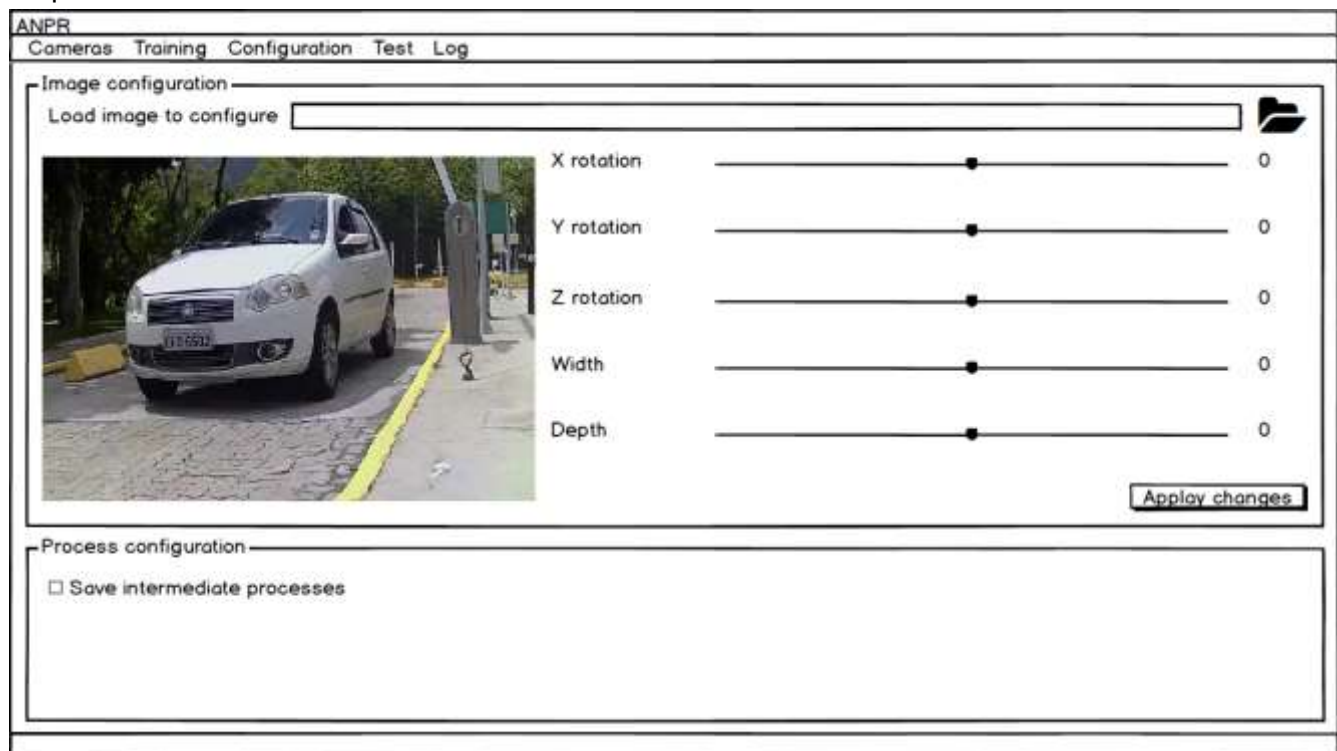 ANPR
Cameras Training Configuration Test Log
Image configuration
Load image to configure
X rotation 0
Y rotation 0
Z rotation 0
Width 0
Depth 0
Applay changes
Process configuration
Save intermediate processes